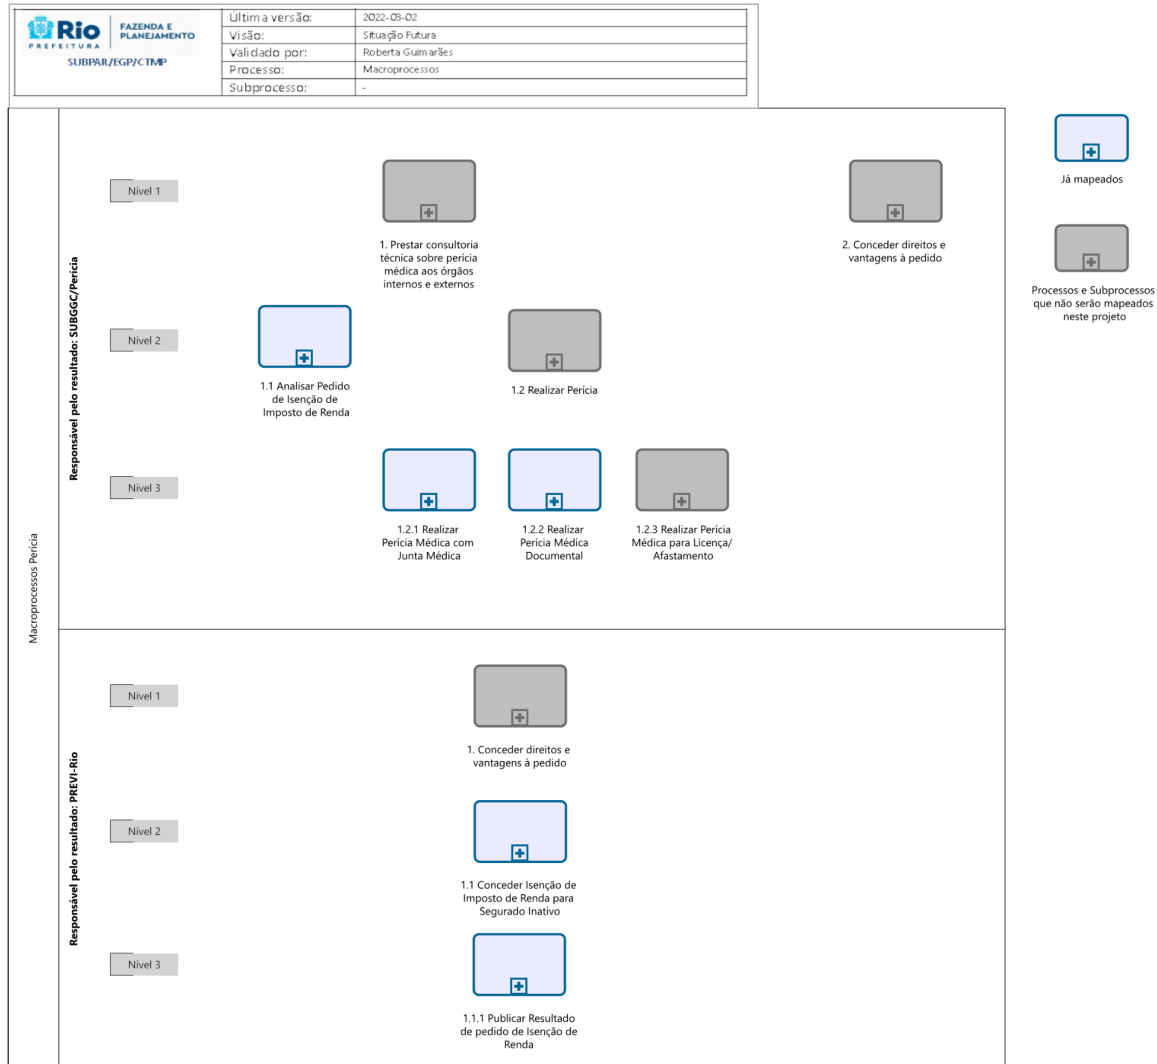 Rio
PREFEITURA
FAZENDA E
PLANEJAMENTO
SUBPAR/EGP/CTMP
Última versão: 2022-03-02
Visão: Situação Futura
Validado por: Roberta Guimarães
Processo: Macroprocessos
Subprocesso: -
Macroprocessos Perícia
Responsável pelo resultado: SUBGGC/Perícia
Nível 1
1. Prestar consultoria
técnica sobre perícia
médica aos órgãos
internos e externos
2. Conceder direitos e
vantagens à pedido
Nível 2
1.1 Analisar Pedido
de Isenção de
Imposto de Renda
1.2 Realizar Perícia
Nível 3
1.2.1 Realizar
Perícia Médica com
Junta Médica
1.2.2 Realizar
Perícia Médica
Documental
1.2.3 Realizar Perícia
Médica para Licença/
Afastamento
Responsável pelo resultado: PREVI-Rio
Nível 1
1. Conceder direitos e
vantagens à pedido
Nível 2
1.1 Conceder Isenção de
Imposto de Renda para
Segurado Inativo
Nível 3
1.1.1 Publicar Resultado
de pedido de Isenção de
Renda
Já mapeados
Processos e Subprocessos
que não serão mapeados
neste projeto